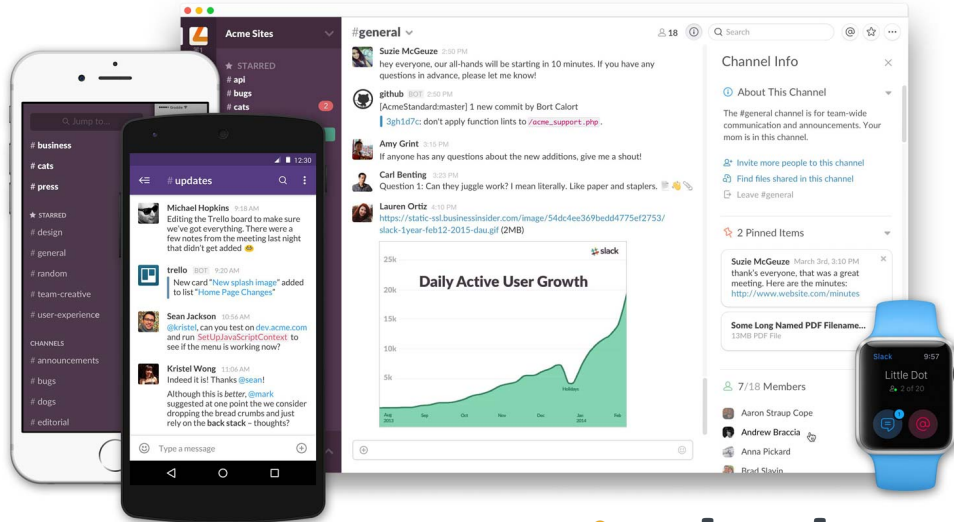 Q Jump to...
# business
# cats
# press
★ STARRED
# design
# general
# random
# team-creative
# user-experience
CHANNELS
# announcements
# bugs
# dogs
# editorial
12:30
# updates
Michael Hopkins 9:18 AM
Editing the Trello board to make sure
we've got everything. There were a
few notes from the meeting last night
that didn't get added
trello BOT 9:20 AM
New card "New splash image" added
to list "Home Page Changes"
Sean Jackson 10:56 AM
@kristel, can you test on dev.acme.com
and run SetUpJavaScriptContext to
see if the menu is working now?
Kristel Wong 11:06 AM
Indeed it is! Thanks @sean!
Although this is better, @mark
suggested at one point the we consider
dropping the bread crumbs and just
rely on the back stack – thoughts?
Type a message
⌘1
Acme Sites
★ STARRED
# api
# bugs
# cats
2
#general
18
Search
Suzie McGeuze 2:50 PM
hey everyone, our all-hands will be starting in 10 minutes. If you have any
questions in advance, please let me know!
github BOT 2:50 PM
[AcmeStandard:master] 1 new commit by Bort Calort
3gh1d7c: don't apply function lints to /acme_support.php.
Amy Grint 3:15 PM
If anyone has any questions about the new additions, give me a shout!
Carl Benting 3:23 PM
Question 1: Can they juggle work? I mean literally. Like paper and staplers.
Lauren Ortiz 4:10 PM
https://static-ssl.businessinsider.com/image/54dc4ee369bedd4775ef2753/
slack-1year-feb12-2015-dau.gif (2MB)
slack
Daily Active User Growth
25k
20k
15k
10k
5k
Holidays
Aug Sep Oct Nov Dec Jan Feb
2013 2014
Channel Info
About This Channel
The #general channel is for team-wide
communication and announcements. Your
mom is in this channel.
Invite more people to this channel
Find files shared in this channel
Leave #general
2 Pinned Items
Suzie McGeuze March 3rd, 3:10 PM
thank's everyone, that was a great
meeting. Here are the minutes:
http://www.website.com/minutes
Some Long Named PDF Filename...
13MB PDF File
7/18 Members
Aaron Straup Cope
Andrew Braccia
Anna Pickard
Brad Slavin
Slack 9:57
Little Dot
2 of 20
1
@